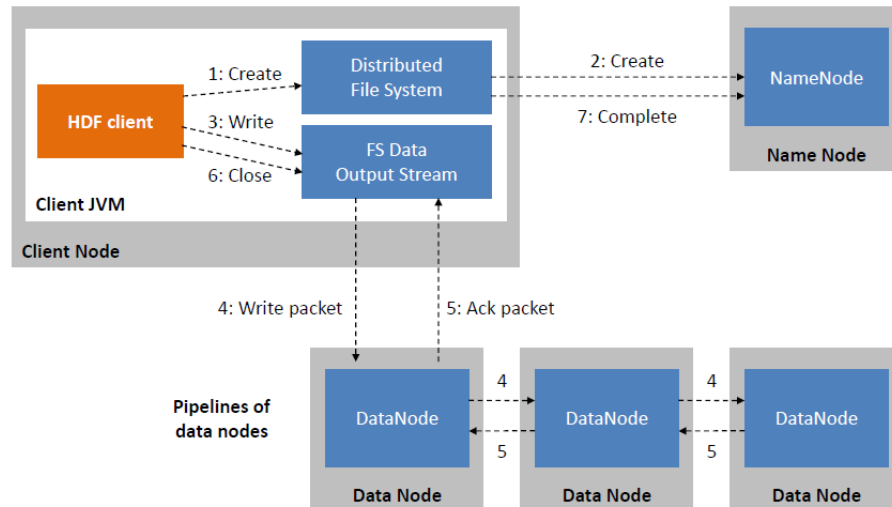 1: Create
Distributed
File System
2: Create
NameNode
HDF client
3: Write
7: Complete
FS Data
Output Stream
6: Close
Name Node
Client JVM
Client Node
4: Write packet
5: Ack packet
Pipelines of
data nodes
DataNode
4
5
DataNode
4
5
DataNode
Data Node
Data Node
Data Node